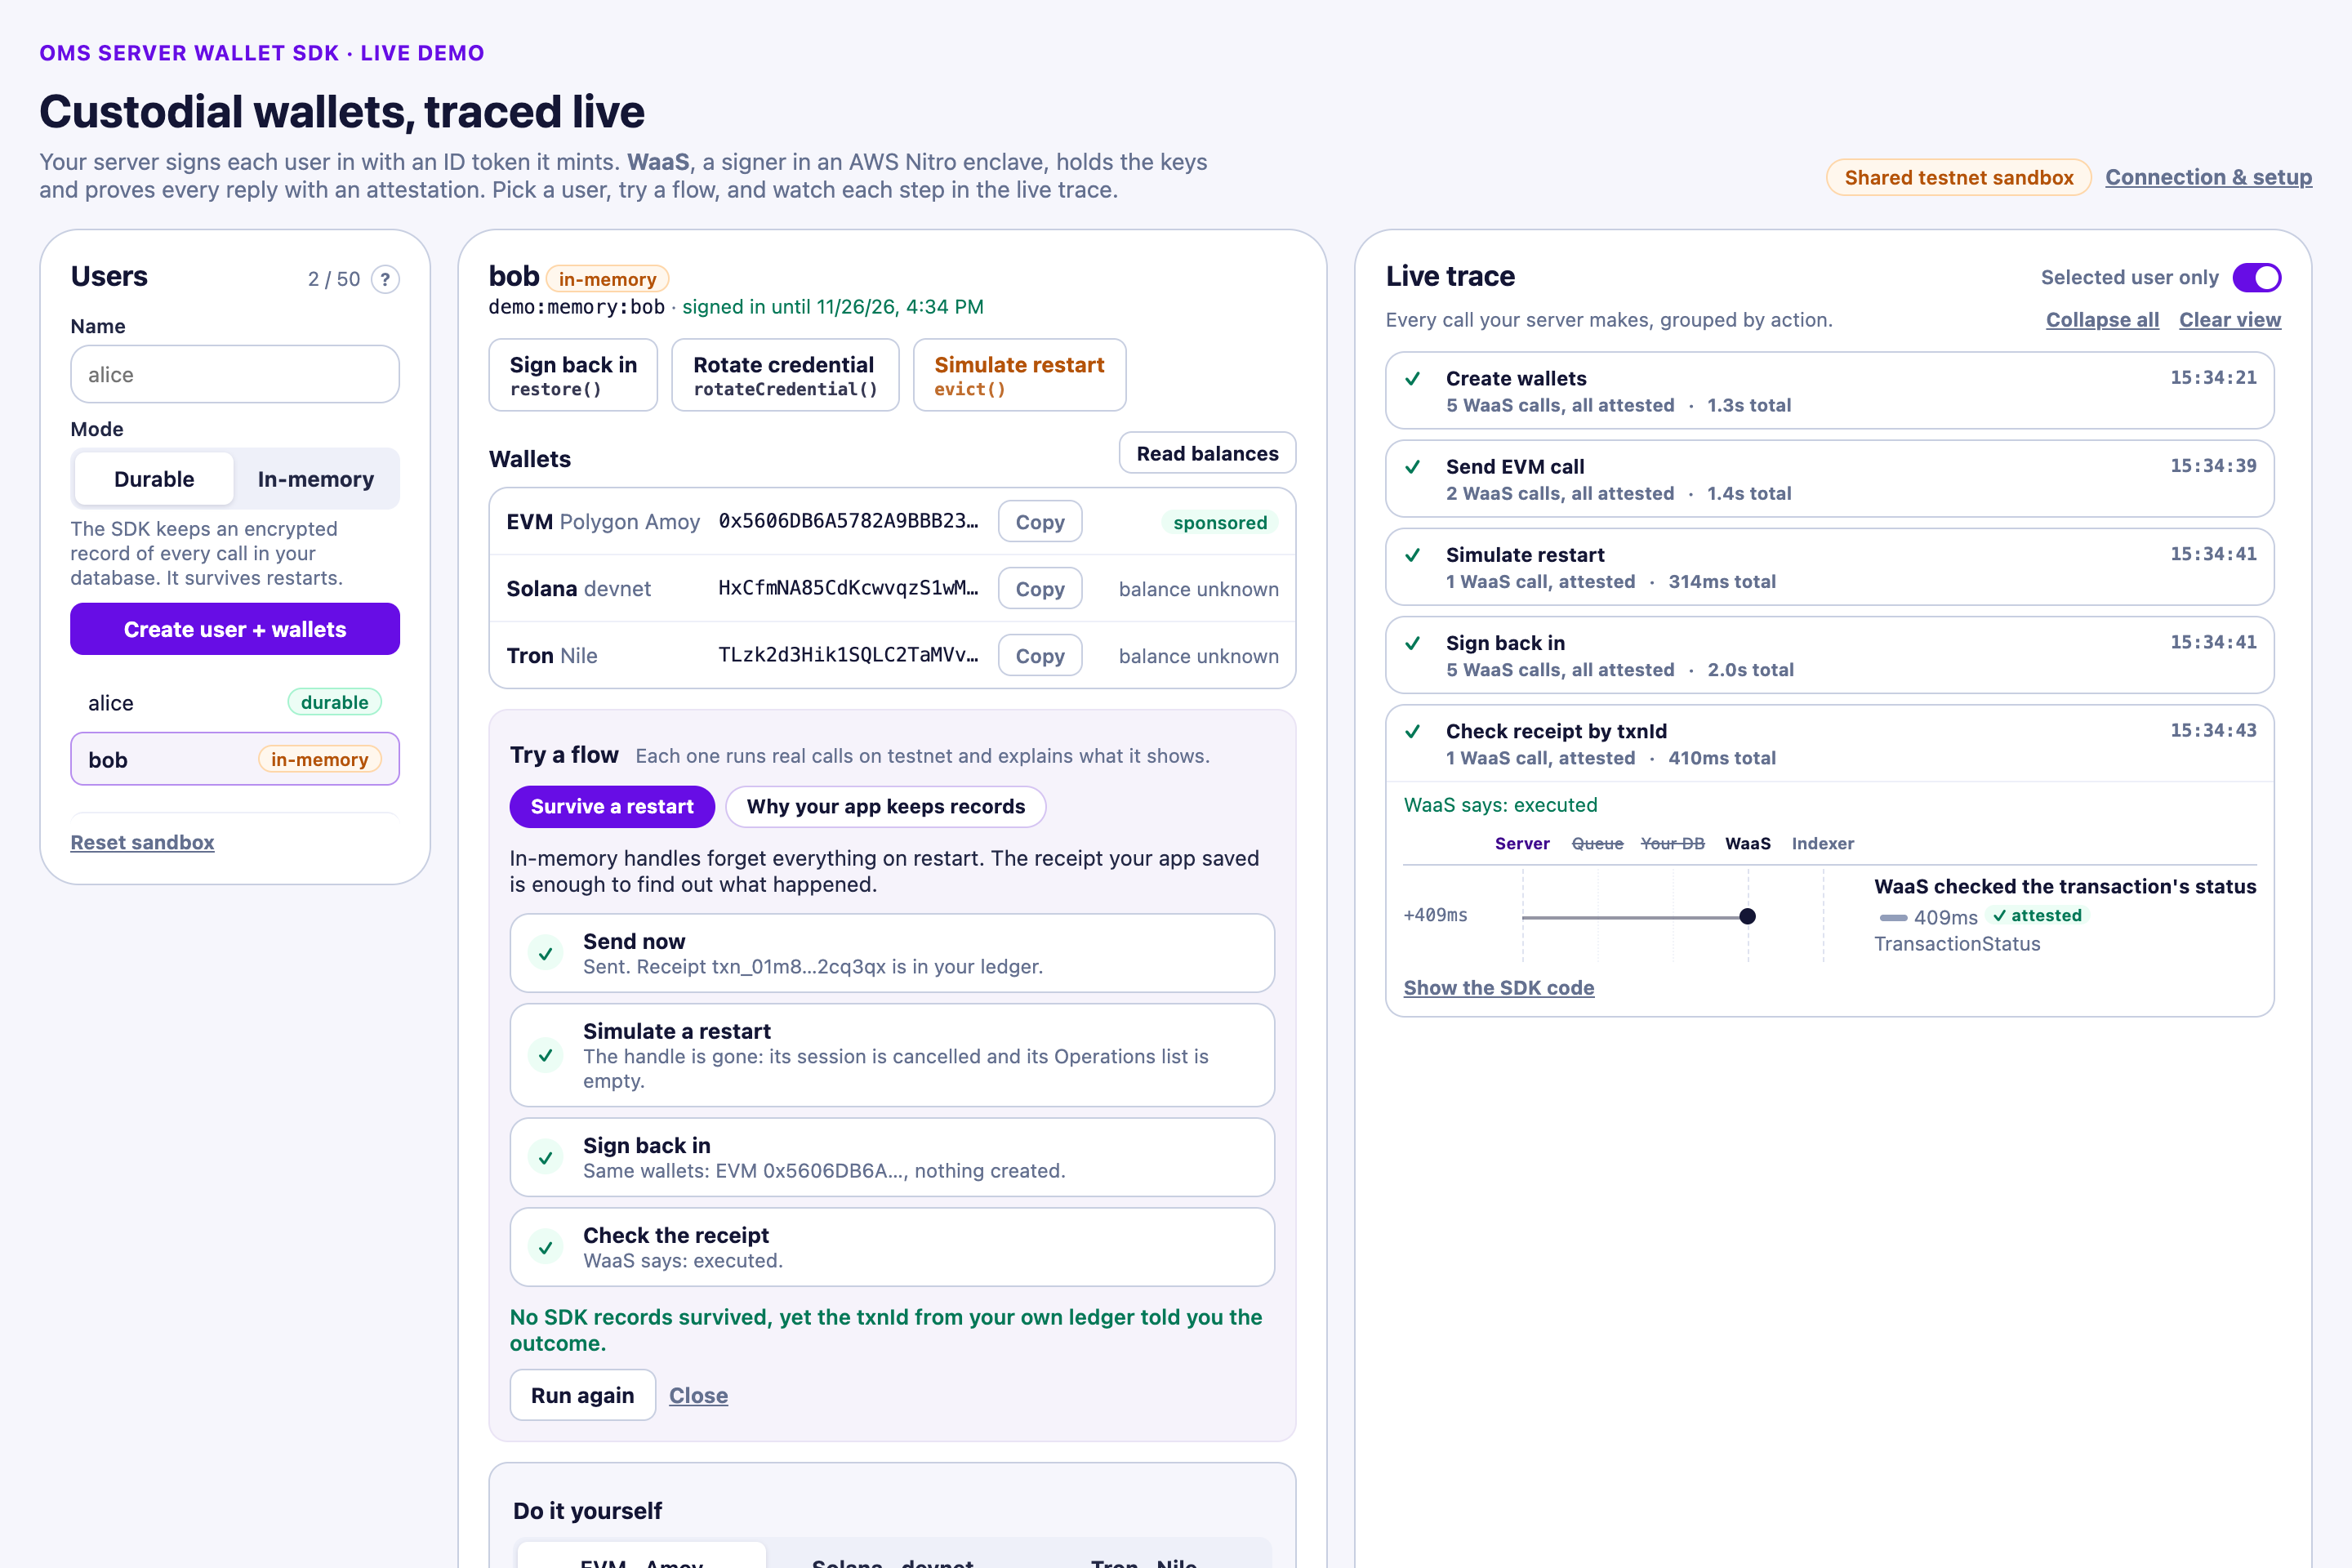 OMS SERVER WALLET SDK · LIVE DEMO
Custodial wallets, traced live
Your server signs each user in with an ID token it mints. WaaS, a signer in an AWS Nitro enclave, holds the keys
and proves every reply with an attestation. Pick a user, try a flow, and watch each step in the live trace.
Shared testnet sandbox
Connection & setup
Users
2 / 50
?
Name
alice
Mode
Durable
In-memory
The SDK keeps an encrypted
record of every call in your
database. It survives restarts.
Create user + wallets
alice
durable
bob
in-memory
Reset sandbox
bob in-memory
demo:memory:bob · signed in until 11/26/26, 4:34 PM
Sign back in
restore()
Rotate credential
rotateCredential()
Simulate restart
evict()
Wallets
Read balances
EVM Polygon Amoy 0x5606DB6A5782A9BBB23… Copy sponsored
Solana devnet HxCfmNA85CdKcwvqzS1wM… Copy balance unknown
Tron Nile TLzk2d3Hik1SQLC2TaMVv… Copy balance unknown
Try a flow Each one runs real calls on testnet and explains what it shows.
Survive a restart
Why your app keeps records
In-memory handles forget everything on restart. The receipt your app saved
is enough to find out what happened.
Send now
Sent. Receipt txn_01m8…2cq3qx is in your ledger.
Simulate a restart
The handle is gone: its session is cancelled and its Operations list is
empty.
Sign back in
Same wallets: EVM 0x5606DB6A…, nothing created.
Check the receipt
WaaS says: executed.
No SDK records survived, yet the txnId from your own ledger told you the
outcome.
Run again
Close
Do it yourself
EVM · Amoy
Solana · devnet
Tron · Nile
Live trace
Selected user only
Every call your server makes, grouped by action.
Collapse all
Clear view
Create wallets 15:34:21
5 WaaS calls, all attested · 1.3s total
Send EVM call 15:34:39
2 WaaS calls, all attested · 1.4s total
Simulate restart 15:34:41
1 WaaS call, attested · 314ms total
Sign back in 15:34:41
5 WaaS calls, all attested · 2.0s total
Check receipt by txnId 15:34:43
1 WaaS call, attested · 410ms total
WaaS says: executed
Server Queue Your DB WaaS Indexer
WaaS checked the transaction's status
+409ms
409ms ✓ attested
TransactionStatus
Show the SDK code